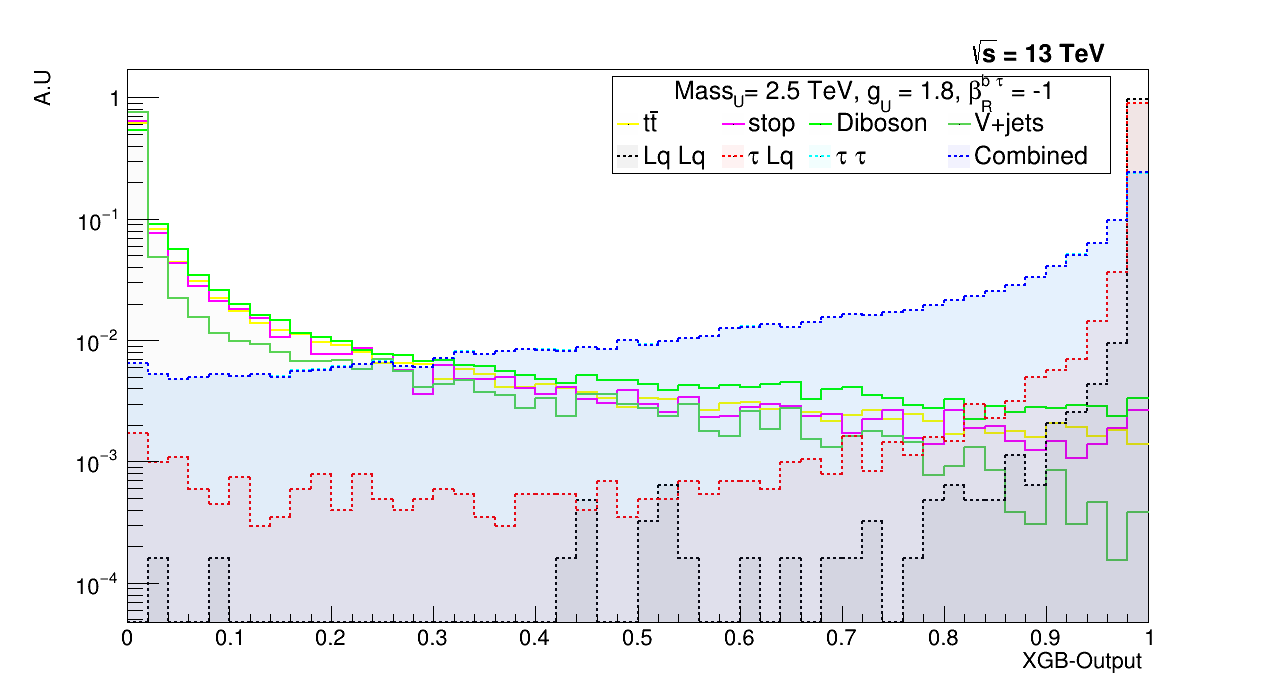 √s = 13 TeV
A.U
Mass_U= 2.5 TeV, g_U = 1.8, β_R^{b τ} = -1
tt̄ stop Diboson V+jets
Lq Lq τ Lq τ τ Combined
1
10⁻¹
10⁻²
10⁻³
10⁻⁴
0 0.1 0.2 0.3 0.4 0.5 0.6 0.7 0.8 0.9 1
XGB-Output